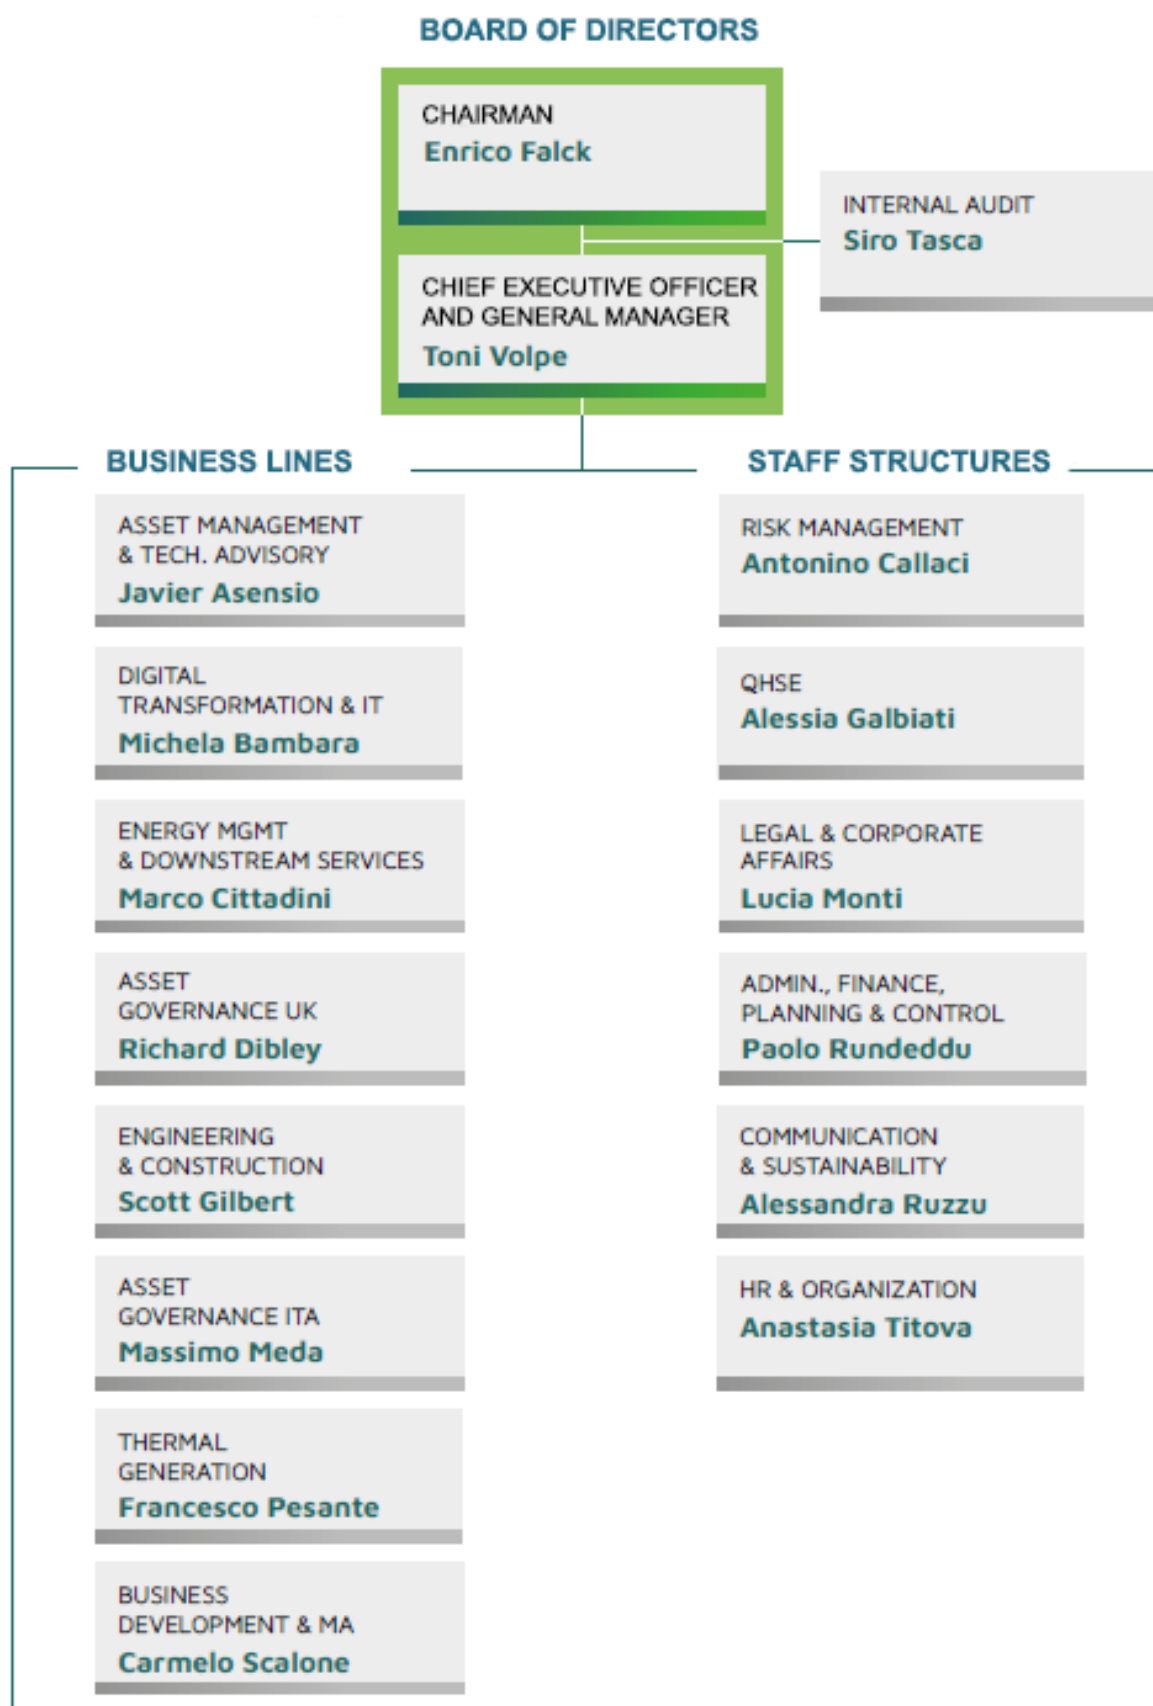 BOARD OF DIRECTORS
CHAIRMAN
Enrico Falck
INTERNAL AUDIT
Siro Tasca
CHIEF EXECUTIVE OFFICER
AND GENERAL MANAGER
Toni Volpe
BUSINESS LINES
ASSET MANAGEMENT
& TECH. ADVISORY
Javier Asensio
DIGITAL
TRANSFORMATION & IT
Michela Bambara
ENERGY MGMT
& DOWNSTREAM SERVICES
Marco Cittadini
ASSET
GOVERNANCE UK
Richard Dibley
ENGINEERING
& CONSTRUCTION
Scott Gilbert
ASSET
GOVERNANCE ITA
Massimo Meda
THERMAL
GENERATION
Francesco Pesante
BUSINESS
DEVELOPMENT & MA
Carmelo Scalone
STAFF STRUCTURES
RISK MANAGEMENT
Antonino Callaci
QHSE
Alessia Galbiati
LEGAL & CORPORATE
AFFAIRS
Lucia Monti
ADMIN., FINANCE,
PLANNING & CONTROL
Paolo Rundeddu
COMMUNICATION
& SUSTAINABILITY
Alessandra Ruzzu
HR & ORGANIZATION
Anastasia Titova